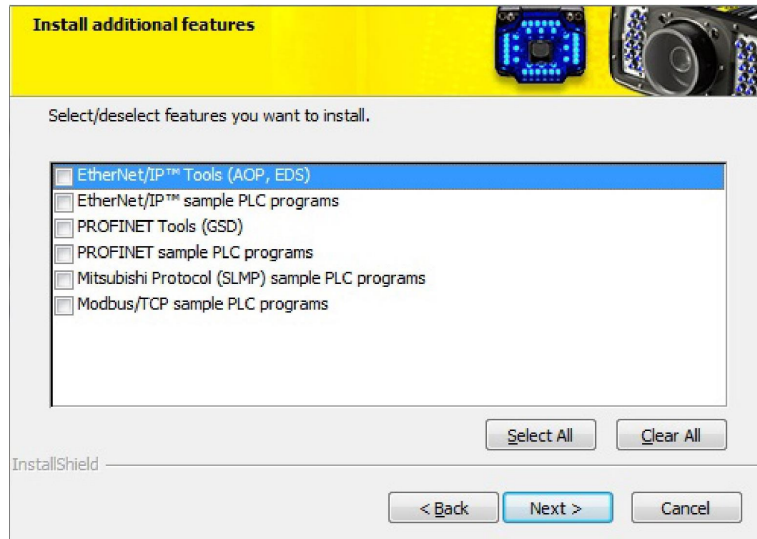 Install additional features
Select/deselect features you want to install.
EtherNet/IP™ Tools (AOP, EDS)
EtherNet/IP™ sample PLC programs
PROFINET Tools (GSD)
PROFINET sample PLC programs
Mitsubishi Protocol (SLMP) sample PLC programs
Modbus/TCP sample PLC programs
Select All
Clear All
InstallShield
< Back
Next >
Cancel